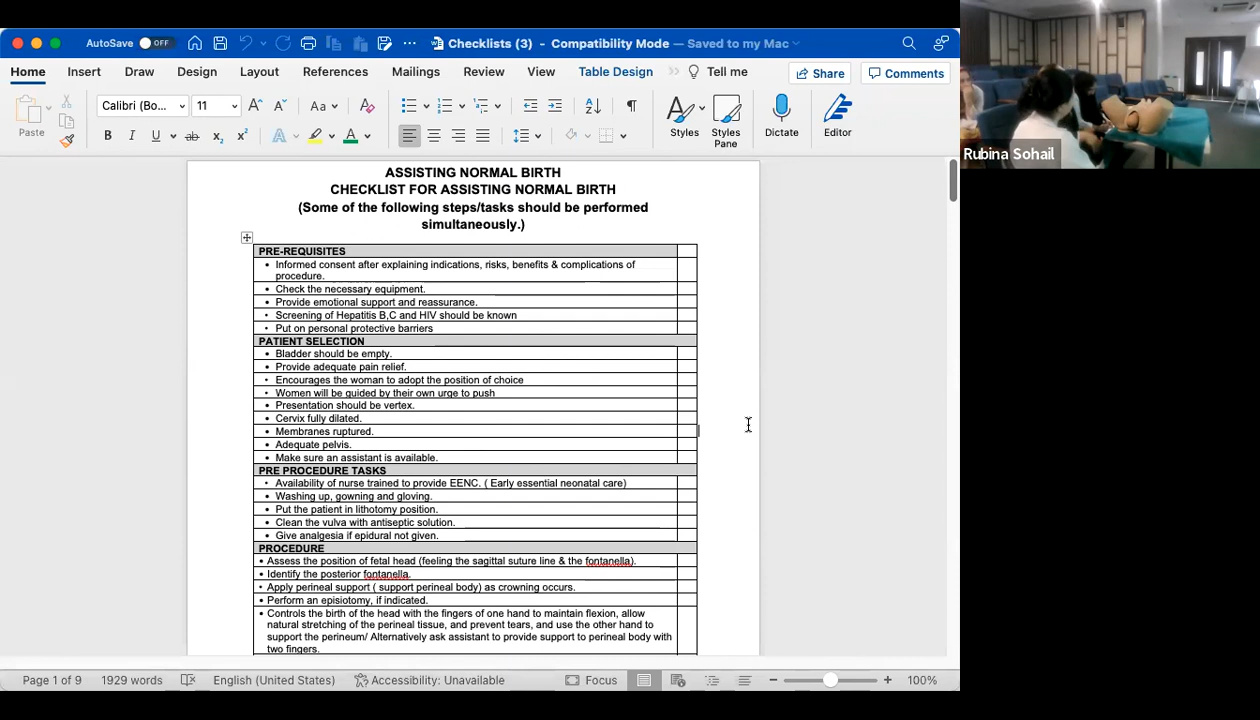 AutoSave OFF
Checklists (3) - Compatibility Mode — Saved to my Mac
Home Insert Draw Design Layout References Mailings Review View Table Design Tell me Share Comments
Calibri (Bo... 11
Paste
Styles Styles Pane Dictate Editor
Rubina Sohail
ASSISTING NORMAL BIRTH
CHECKLIST FOR ASSISTING NORMAL BIRTH
(Some of the following steps/tasks should be performed
simultaneously.)
PRE-REQUISITES
• Informed consent after explaining indications, risks, benefits & complications of
procedure.
• Check the necessary equipment.
• Provide emotional support and reassurance.
• Screening of Hepatitis B,C and HIV should be known
• Put on personal protective barriers
PATIENT SELECTION
• Bladder should be empty.
• Provide adequate pain relief.
• Encourages the woman to adopt the position of choice
• Women will be guided by their own urge to push
• Presentation should be vertex.
• Cervix fully dilated.
• Membranes ruptured.
• Adequate pelvis.
• Make sure an assistant is available.
PRE PROCEDURE TASKS
• Availability of nurse trained to provide EENC. ( Early essential neonatal care)
• Washing up, gowning and gloving.
• Put the patient in lithotomy position.
• Clean the vulva with antiseptic solution.
• Give analgesia if epidural not given.
PROCEDURE
• Assess the position of fetal head (feeling the sagittal suture line & the fontanella).
• Identify the posterior fontanella.
• Apply perineal support ( support perineal body) as crowning occurs.
• Perform an episiotomy, if indicated.
• Controls the birth of the head with the fingers of one hand to maintain flexion, allow
natural stretching of the perineal tissue, and prevent tears, and use the other hand to
support the perineum/ Alternatively ask assistant to provide support to perineal body with
two fingers.
Page 1 of 9 1929 words English (United States) Accessibility: Unavailable Focus 100%